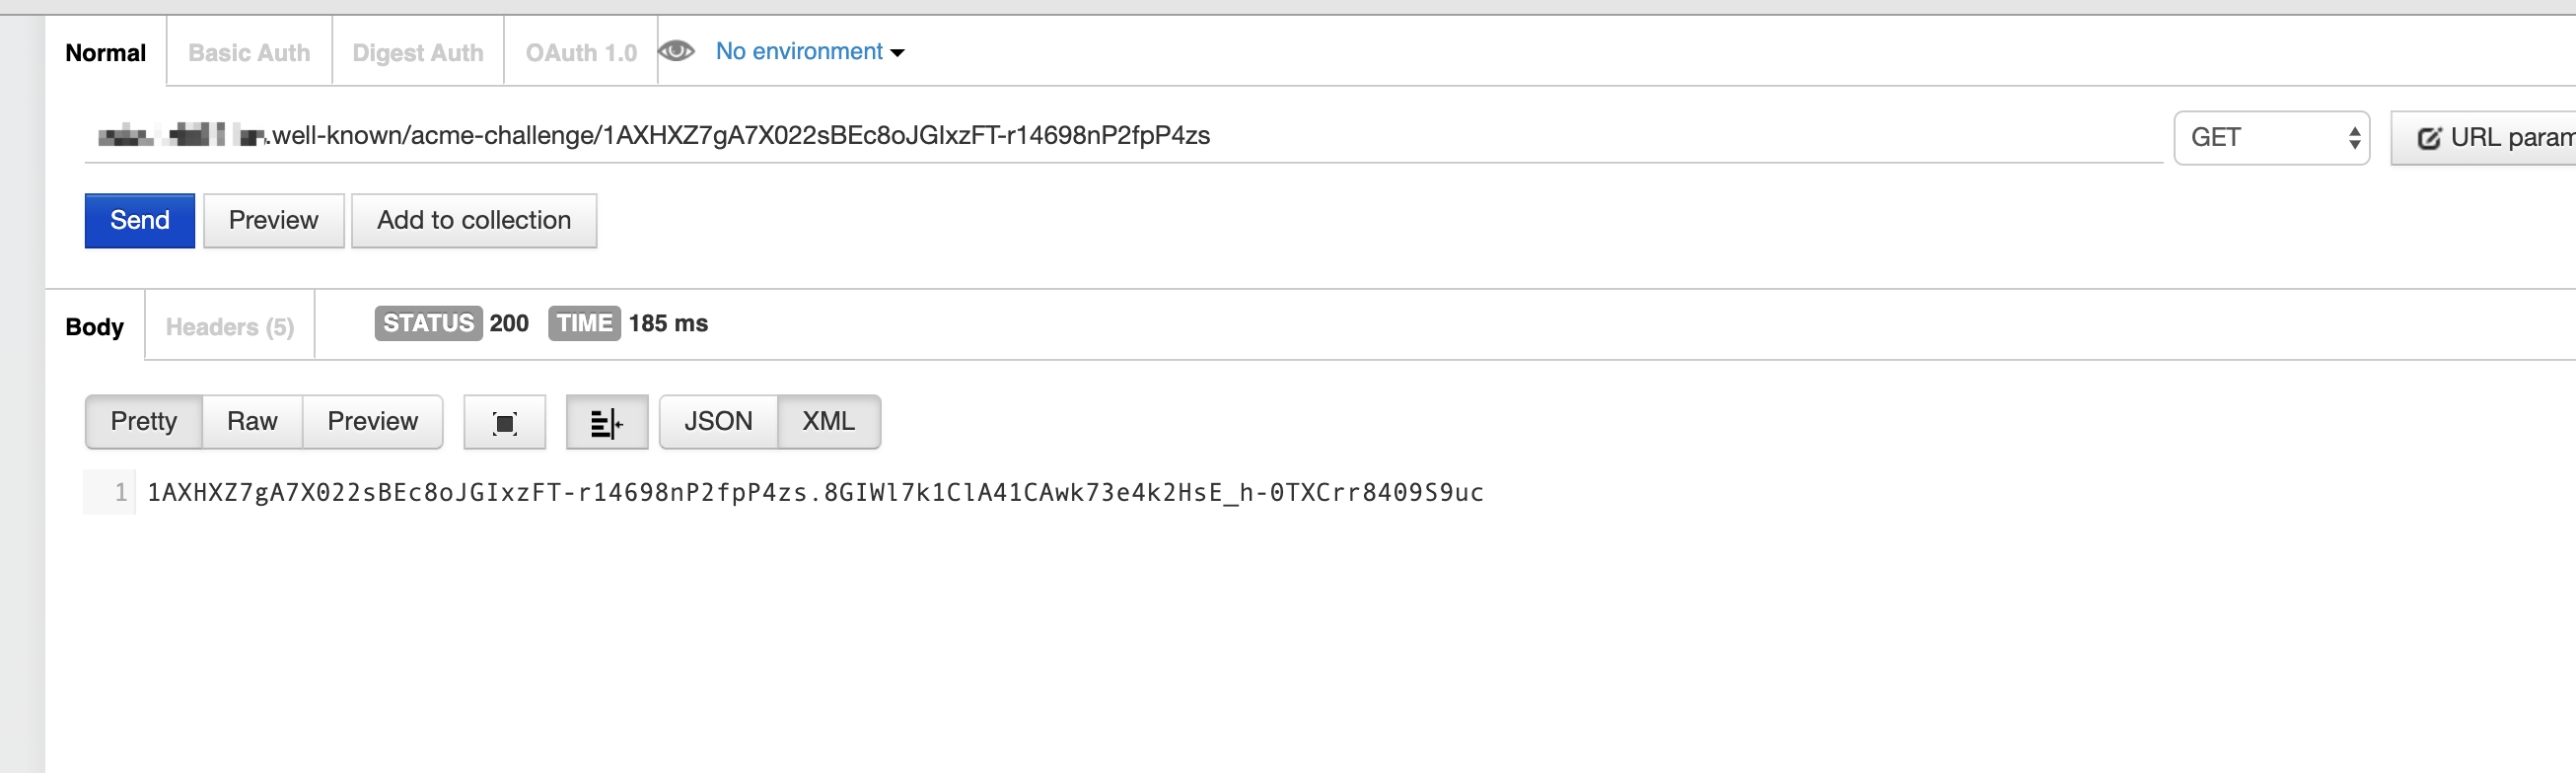 Normal Basic Auth Digest Auth OAuth 1.0 No environment
.well-known/acme-challenge/1AXHXZ7gA7X022sBEc8oJGIxzFT-r14698nP2fpP4zs GET URL param
Send Preview Add to collection
Body Headers (5) STATUS 200 TIME 185 ms
Pretty Raw Preview JSON XML
1 1AXHXZ7gA7X022sBEc8oJGIxzFT-r14698nP2fpP4zs.8GIWl7k1ClA41CAwk73e4k2HsE_h-0TXCrr8409S9uc